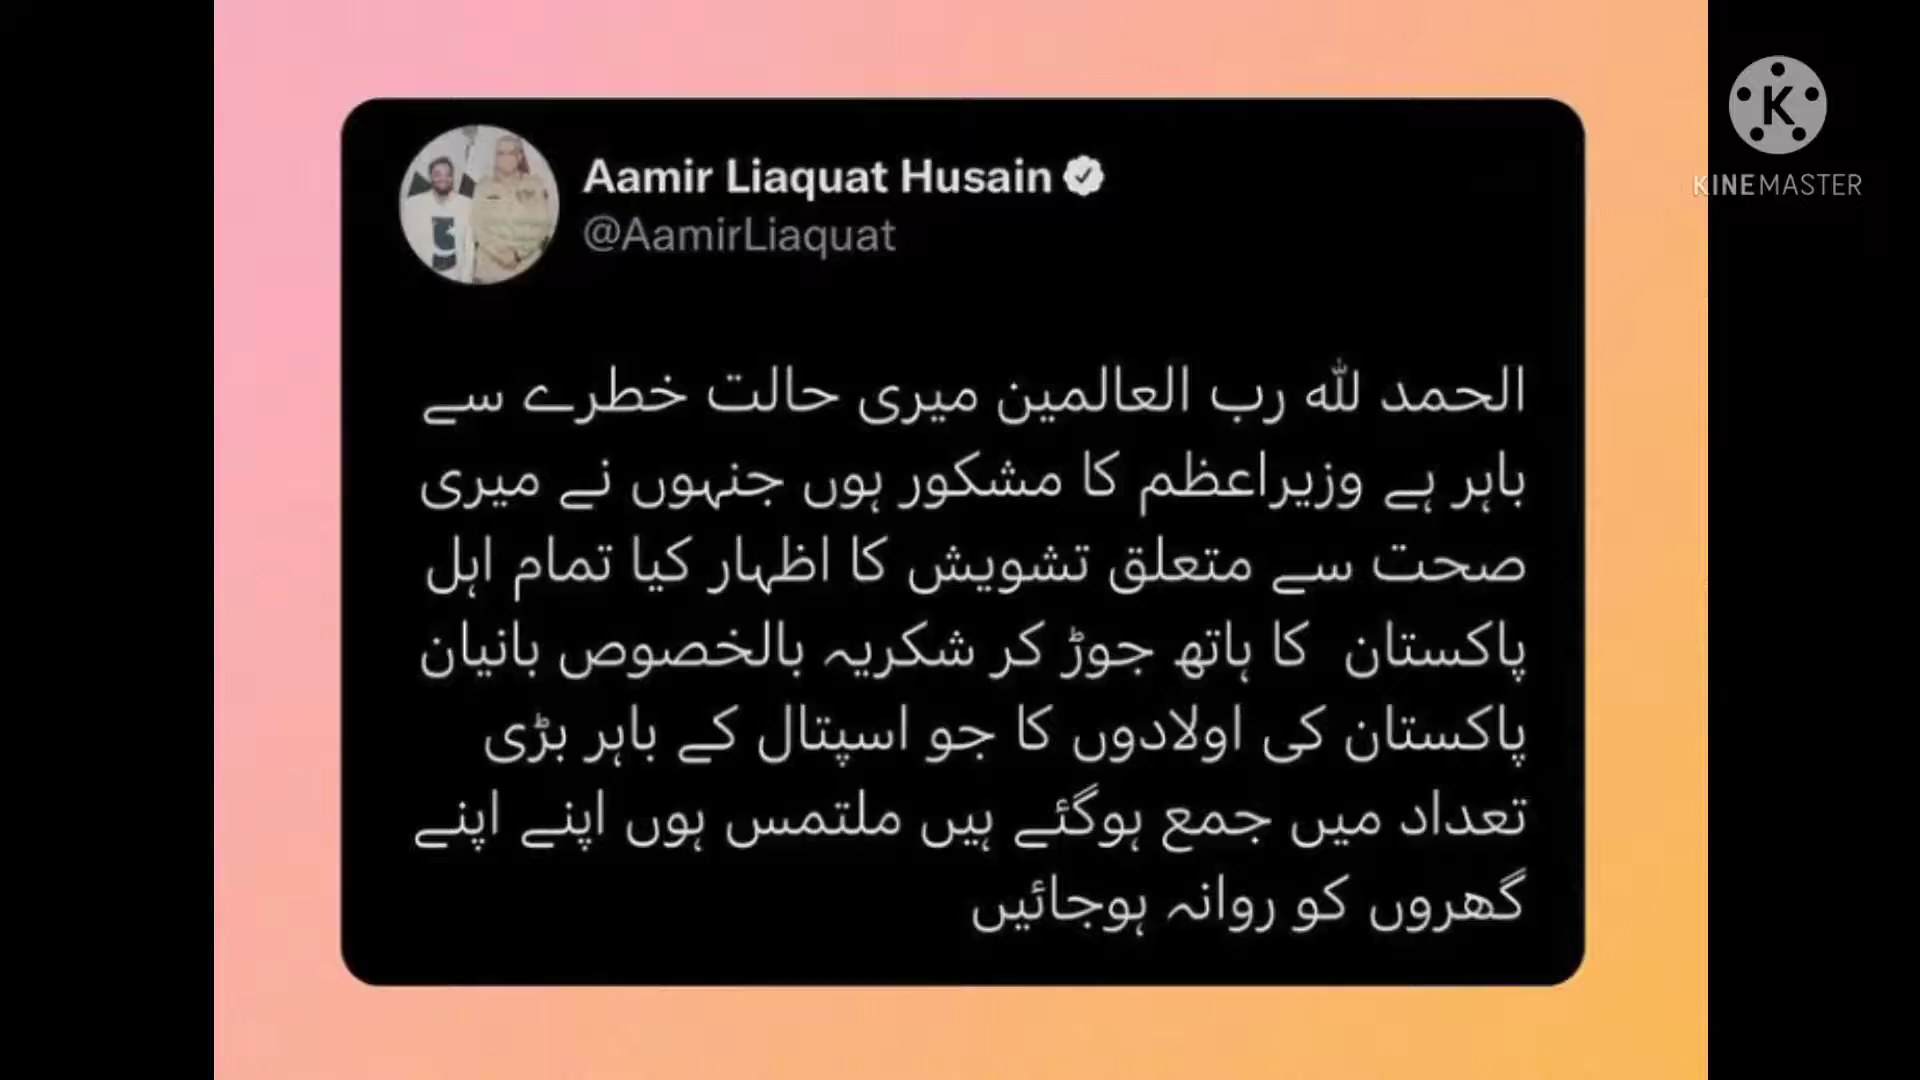 Aamir Liaquat Husain
@AamirLiaquat
KINEMASTER
الحمد للہ رب العالمین میری حالت خطرے سے
باہر ہے وزیراعظم کا مشکور ہوں جنہوں نے میری
صحت سے متعلق تشویش کا اظہار کیا تمام اہل
پاکستان کا ہاتھ جوڑ کر شکریہ بالخصوص بانیان
پاکستان کی اولادوں کا جو اسپتال کے باہر بڑی
تعداد میں جمع ہوگئے ہیں ملتمس ہوں اپنے اپنے
گھروں کو روانہ ہوجائیں